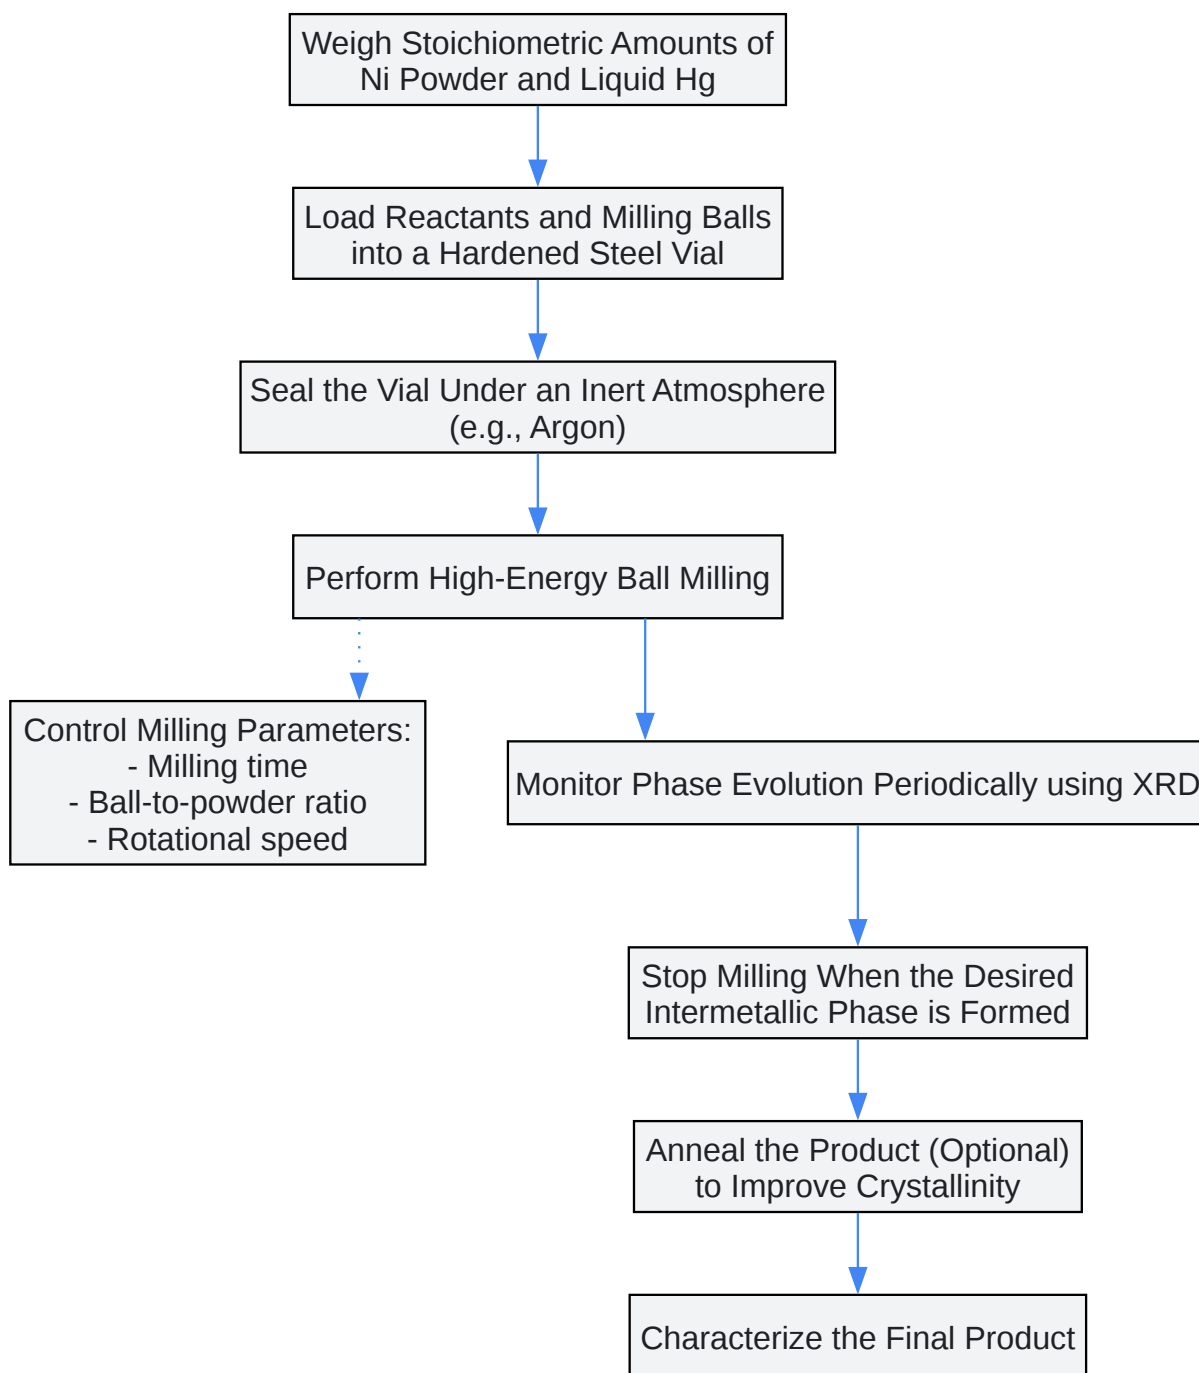 Weigh Stoichiometric Amounts of
Ni Powder and Liquid Hg
Load Reactants and Milling Balls
into a Hardened Steel Vial
Seal the Vial Under an Inert Atmosphere
(e.g., Argon)
Perform High-Energy Ball Milling
Control Milling Parameters:
- Milling time
- Ball-to-powder ratio
- Rotational speed
Monitor Phase Evolution Periodically using XRD
Stop Milling When the Desired
Intermetallic Phase is Formed
Anneal the Product (Optional)
to Improve Crystallinity
Characterize the Final Product